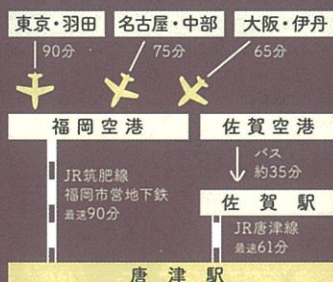 東京・羽田
名古屋・中部
大阪・伊丹
90分
75分
65分
福岡空港
佐賀空港
バス
約35分
JR筑肥線
福岡市営地下鉄
最速90分
佐賀駅
JR唐津線
最速61分
唐津駅